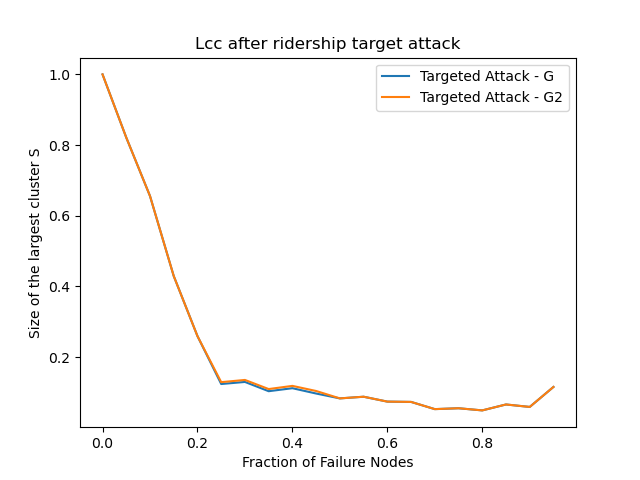 Lcc after ridership target attack
Targeted Attack - G
Targeted Attack - G2
Size of the largest cluster S
1.0
0.8
0.6
0.4
0.2
0.0 0.2 0.4 0.6 0.8
Fraction of Failure Nodes